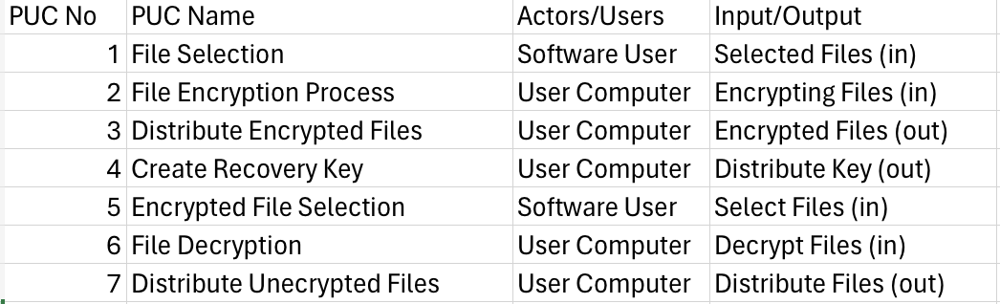 PUC No PUC Name Actors/Users Input/Output
1 File Selection Software User Selected Files (in)
2 File Encryption Process User Computer Encrypting Files (in)
3 Distribute Encrypted Files User Computer Encrypted Files (out)
4 Create Recovery Key User Computer Distribute Key (out)
5 Encrypted File Selection Software User Select Files (in)
6 File Decryption User Computer Decrypt Files (in)
7 Distribute Unecrypted Files User Computer Distribute Files (out)